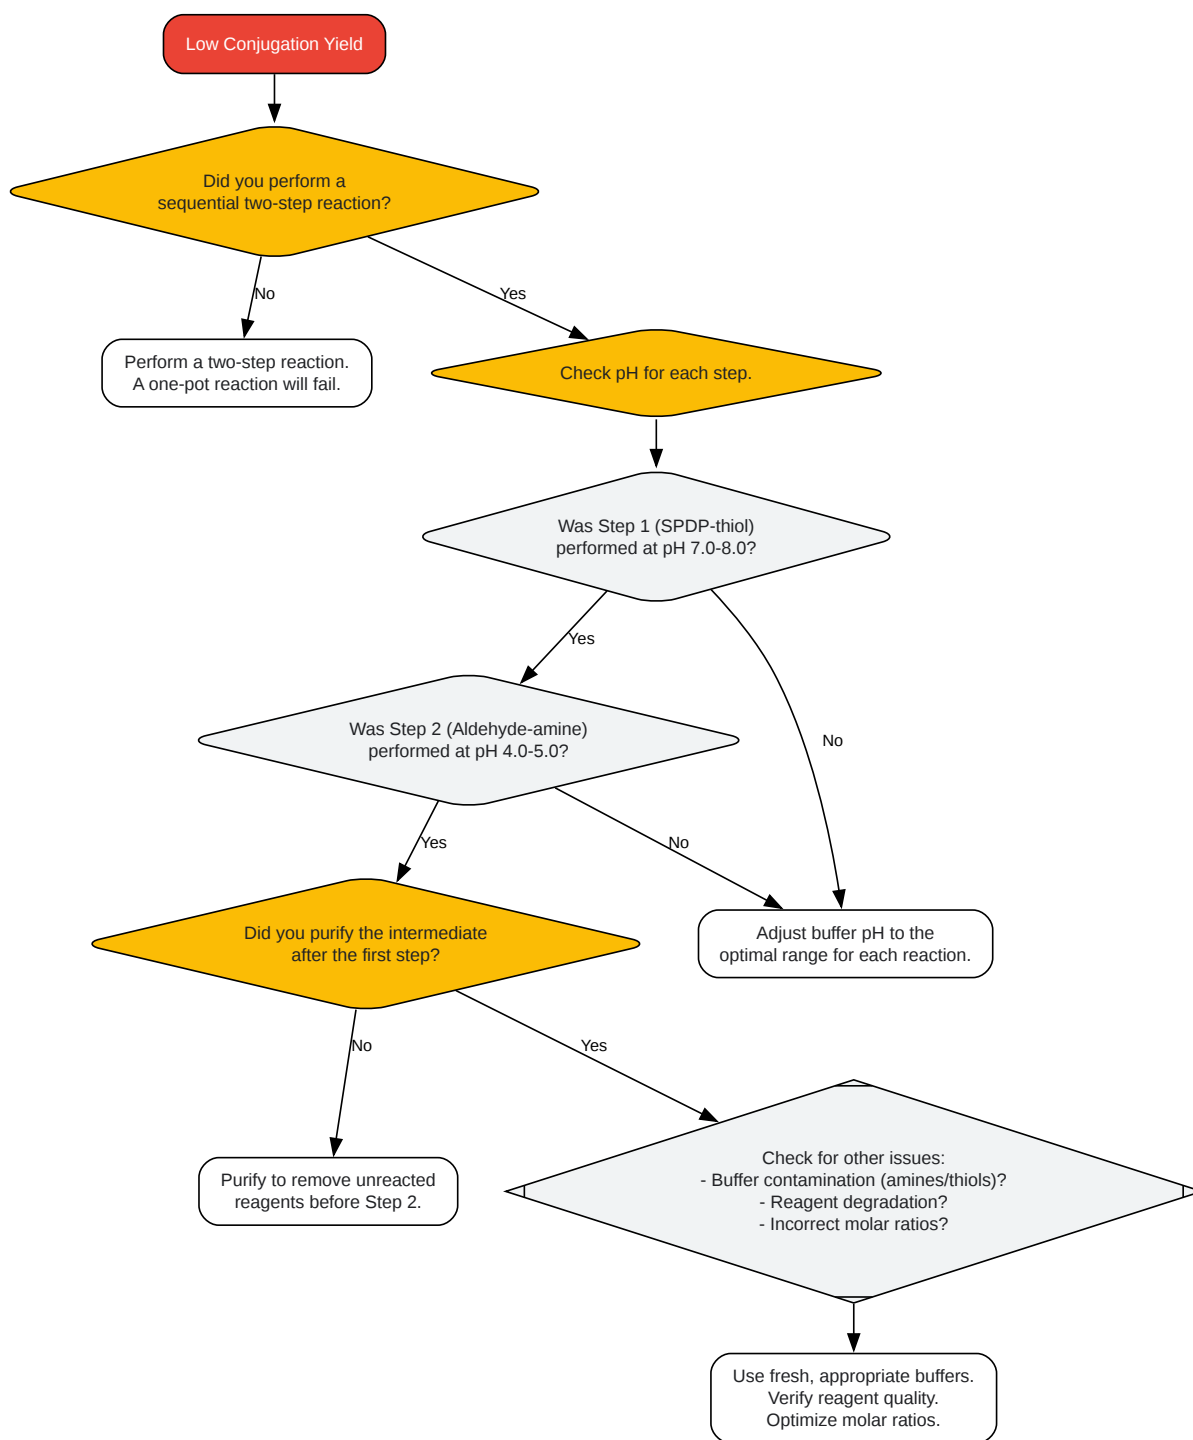 Low Conjugation Yield
Did you perform a
sequential two-step reaction?
No
Yes
Perform a two-step reaction.
A one-pot reaction will fail.
Check pH for each step.
Was Step 1 (SPDP-thiol)
performed at pH 7.0-8.0?
Yes
No
Was Step 2 (Aldehyde-amine)
performed at pH 4.0-5.0?
Yes
No
Did you purify the intermediate
after the first step?
Adjust buffer pH to the
optimal range for each reaction.
No
Yes
Purify to remove unreacted
reagents before Step 2.
Check for other issues:
- Buffer contamination (amines/thiols)?
- Reagent degradation?
- Incorrect molar ratios?
Use fresh, appropriate buffers.
Verify reagent quality.
Optimize molar ratios.